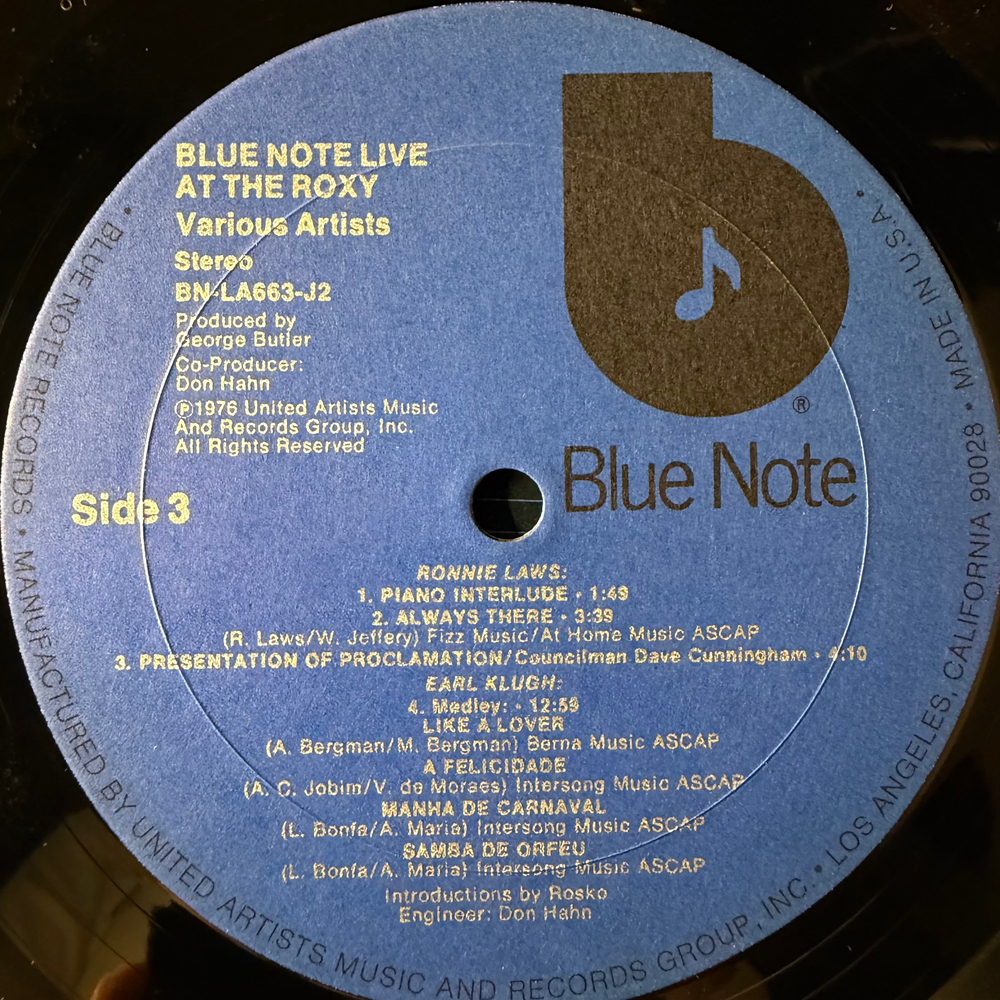 BLUE NOTE LIVE
AT THE ROXY
Various Artists
Stereo
BN-LA663-J2
Produced by
George Butler
Co-Producer:
Don Hahn
℗1976 United Artists Music
And Records Group, Inc.
All Rights Reserved
Side 3
®
Blue Note
RONNIE LAWS:
1. PIANO INTERLUDE • 1:49
2. ALWAYS THERE • 3:39
(R. Laws/W. Jeffery) Fizz Music/At Home Music ASCAP
3. PRESENTATION OF PROCLAMATION/Councilman Dave Cunningham • 4:10
EARL KLUGH:
4. Medley: • 12:59
LIKE A LOVER
(A. Bergman/M. Bergman) Berna Music ASCAP
A FELICIDADE
(A. C. Jobim/V. de Moraes) Intersong Music ASCAP
MANHA DE CARNAVAL
(L. Bonfa/A. Maria) Intersong Music ASCAP
SAMBA DE ORFEU
(L. Bonfa/A. Maria) Intersong Music ASCAP
Introductions by Rosko
Engineer: Don Hahn
• BLUE NOTE RECORDS • MANUFACTURED BY UNITED ARTISTS MUSIC AND RECORDS GROUP, INC. • LOS ANGELES, CALIFORNIA 90028 • MADE IN U.S.A. •